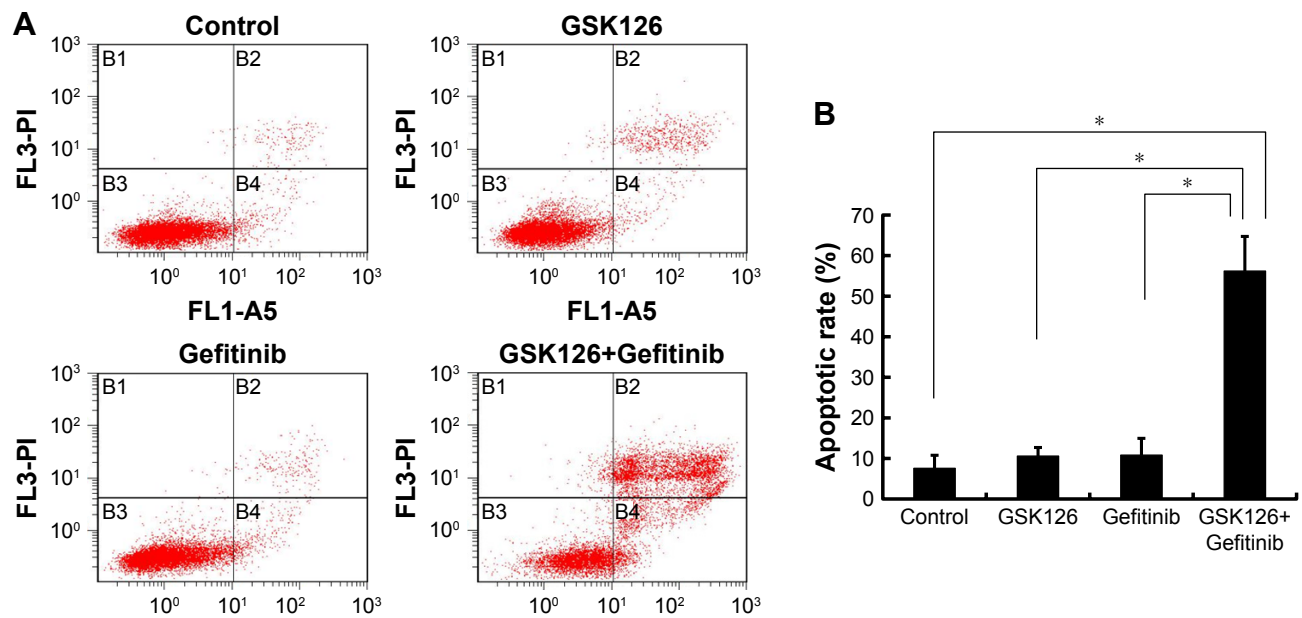 A
Control
GSK126
10³
10²
10¹
10⁰
FL3-PI
B1
B2
B3
B4
10⁰ 10¹ 10² 10³
FL1-A5
10³
10²
10¹
10⁰
FL3-PI
B1
B2
B3
B4
10⁰ 10¹ 10² 10³
FL1-A5
Gefitinib
GSK126+Gefitinib
10³
10²
10¹
10⁰
FL3-PI
B1
B2
B3
B4
10⁰ 10¹ 10² 10³
10³
10²
10¹
10⁰
FL3-PI
B1
B2
B3
B4
10⁰ 10¹ 10² 10³
B
*
*
*
Apoptotic rate (%)
70
60
50
40
30
20
10
0
Control GSK126 Gefitinib GSK126+
Gefitinib